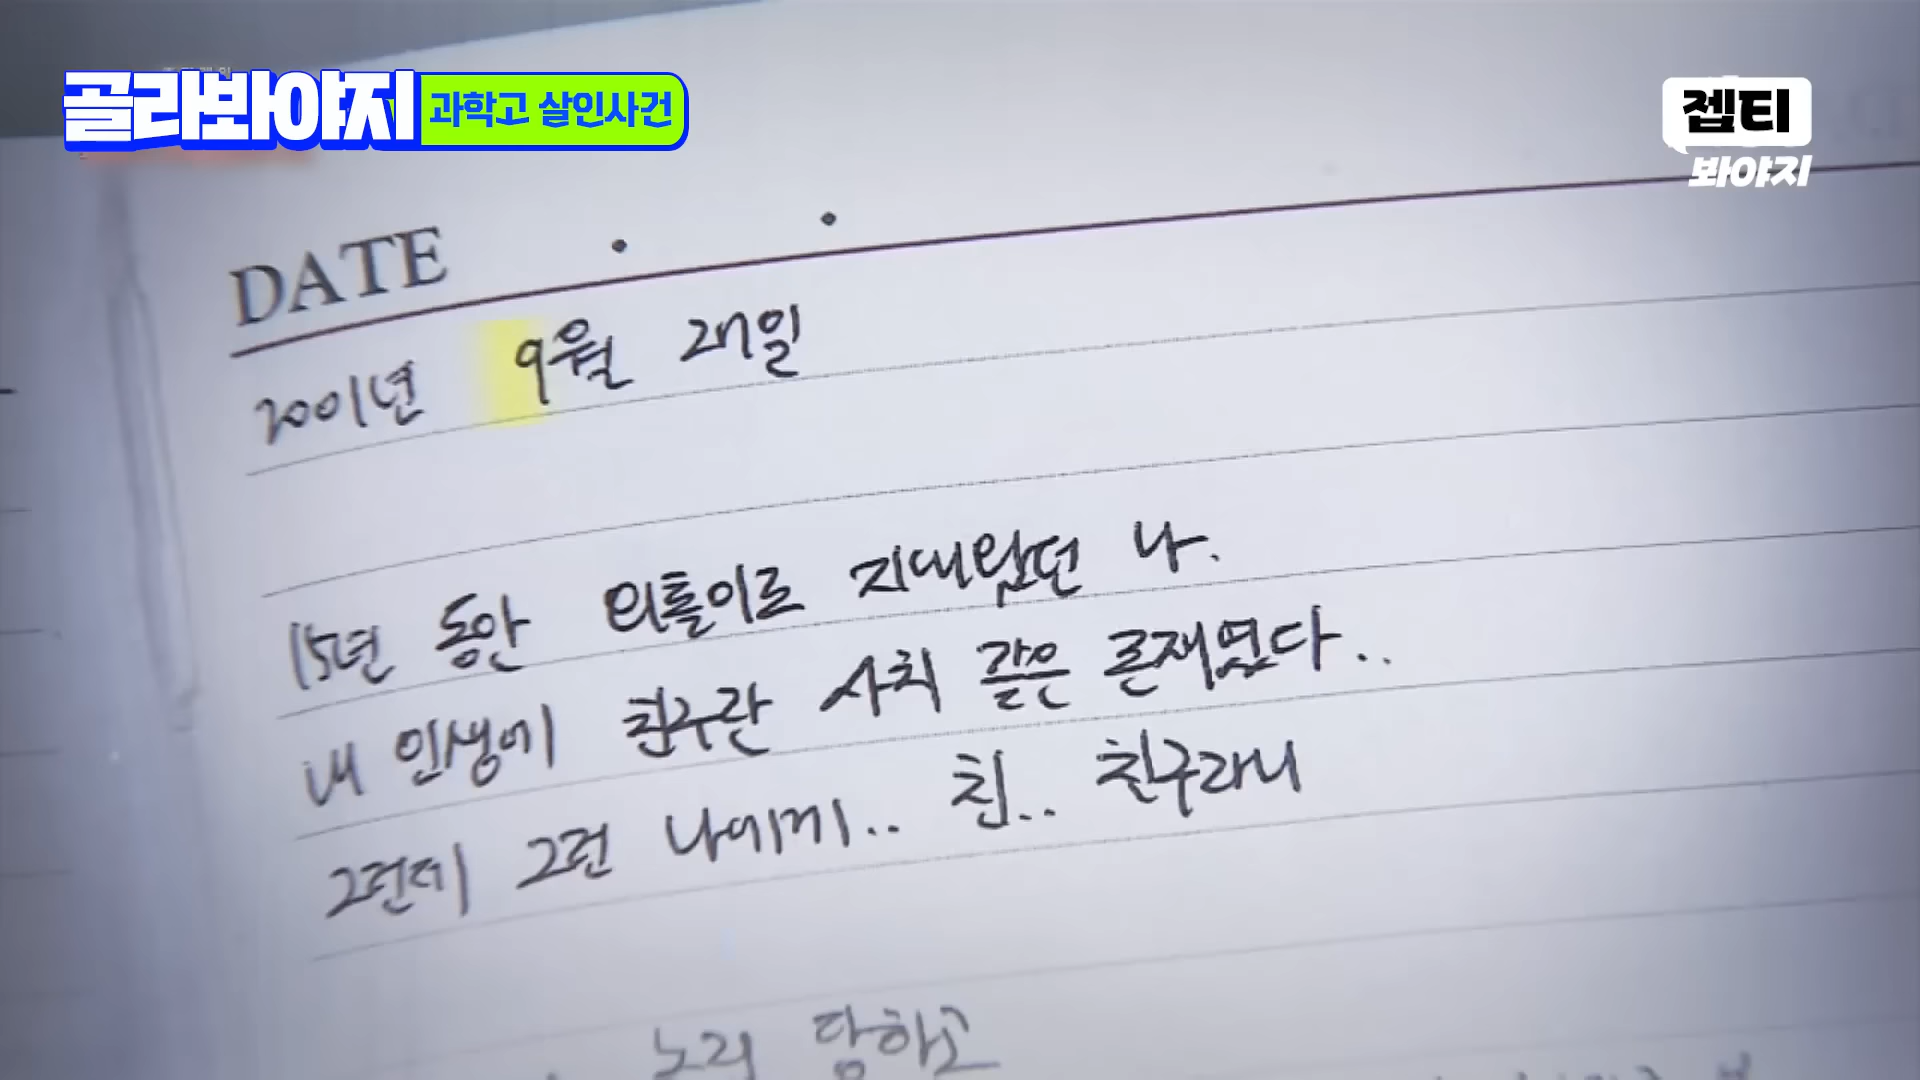 골라봐야지 과학고 살인사건
젭티
봐야지
DATE . .
2001년 9월 21일
15년 동안 외톨이로 지내왔던 나.
내 인생에 친구란 사치 같은 존재였다..
그런데 그런 나에게.. 친.. 친구라니
노리 당하고